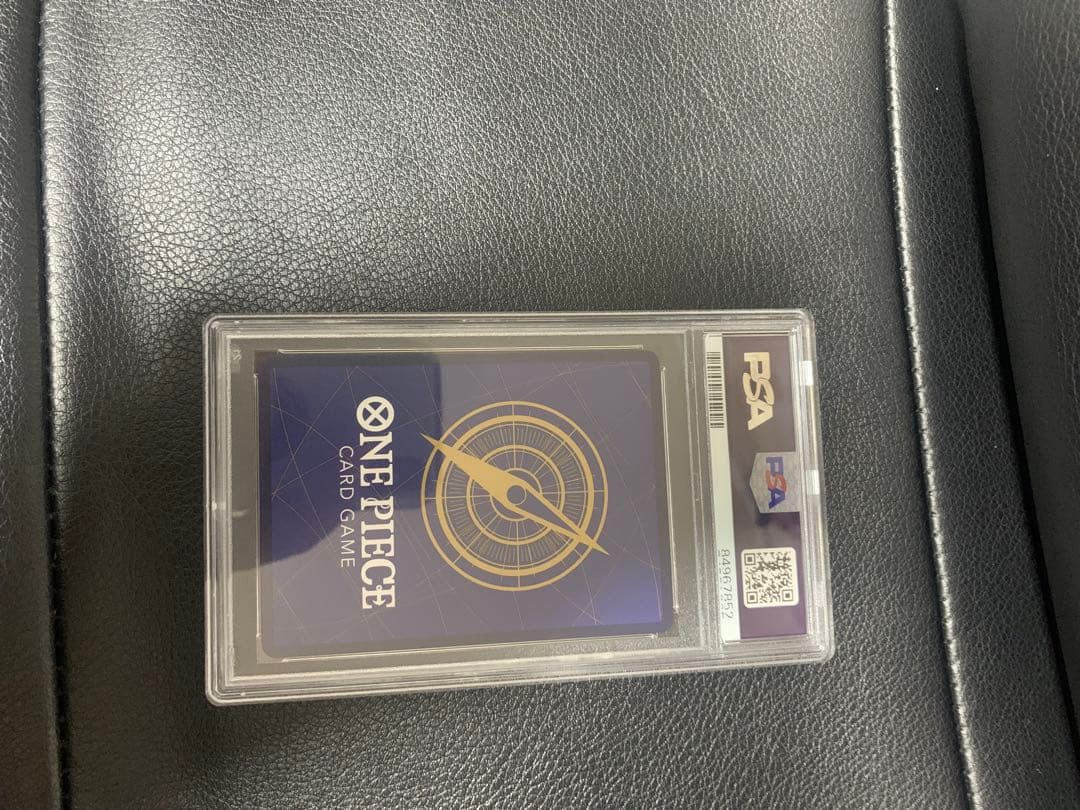 PSA
PSA
84967852
ONE PIECE
CARD GAME